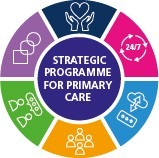 24/7
STRATEGIC
PROGRAMME
FOR PRIMARY
CARE